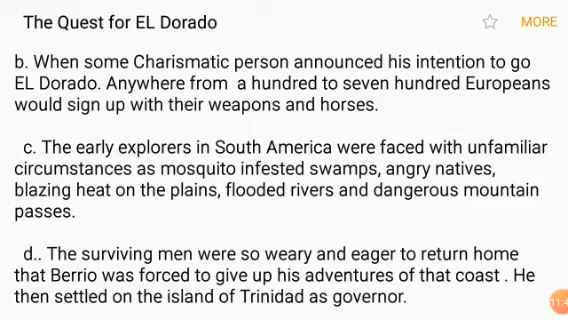 The Quest for EL Dorado
MORE
b. When some Charismatic person announced his intention to go
EL Dorado. Anywhere from a hundred to seven hundred Europeans
would sign up with their weapons and horses.
c. The early explorers in South America were faced with unfamiliar
circumstances as mosquito infested swamps, angry natives,
blazing heat on the plains, flooded rivers and dangerous mountain
passes.
d.. The surviving men were so weary and eager to return home
that Berrio was forced to give up his adventures of that coast . He
then settled on the island of Trinidad as governor.